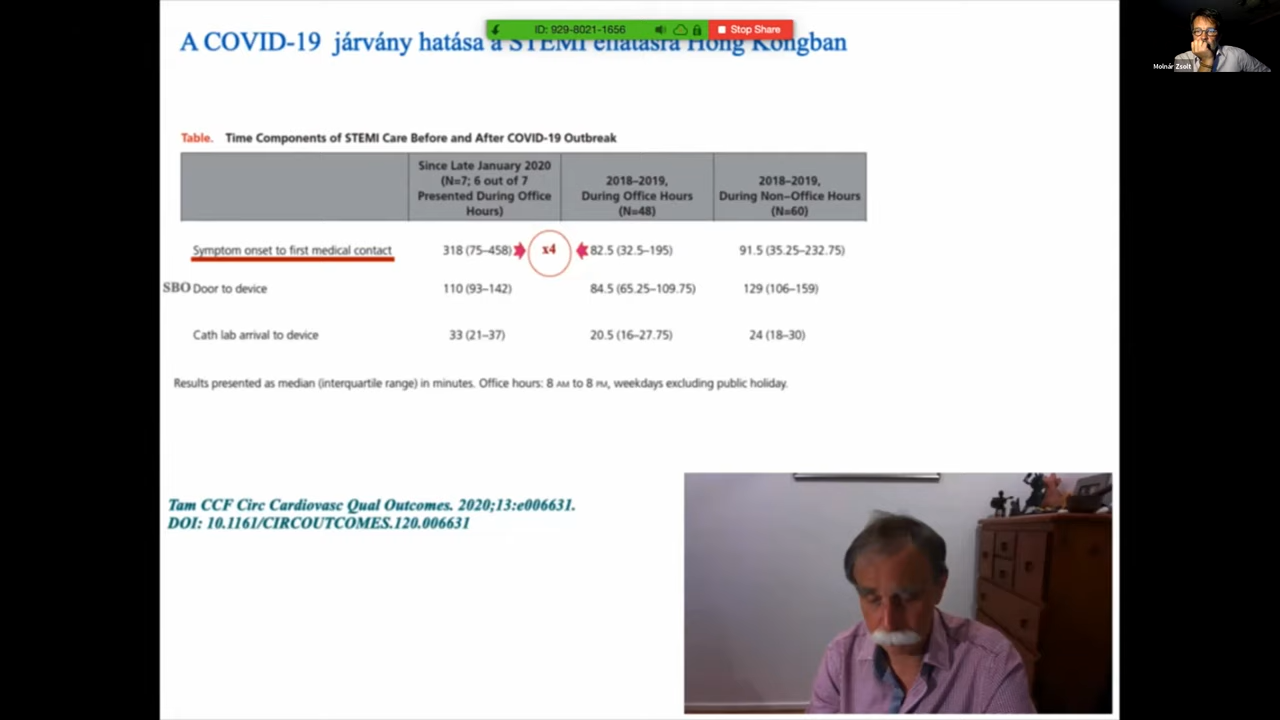 ID: 929-8021-1656
Stop Share
A COVID-19 járvány hatása a STEMI ellátásra Hong Kongban
Molnár Zsolt
Table. Time Components of STEMI Care Before and After COVID-19 Outbreak
Since Late January 2020
(N=7; 6 out of 7
Presented During Office
Hours)
2018–2019,
During Office Hours
(N=48)
2018–2019,
During Non–Office Hours
(N=60)
Symptom onset to first medical contact 318 (75–458) x4 82.5 (32.5–195) 91.5 (35.25–232.75)
SBO Door to device 110 (93–142) 84.5 (65.25–109.75) 129 (106–159)
Cath lab arrival to device 33 (21–37) 20.5 (16–27.75) 24 (18–30)
Results presented as median (interquartile range) in minutes. Office hours: 8 AM to 8 PM, weekdays excluding public holiday.
Tam CCF Circ Cardiovasc Qual Outcomes. 2020;13:e006631.
DOI: 10.1161/CIRCOUTCOMES.120.006631